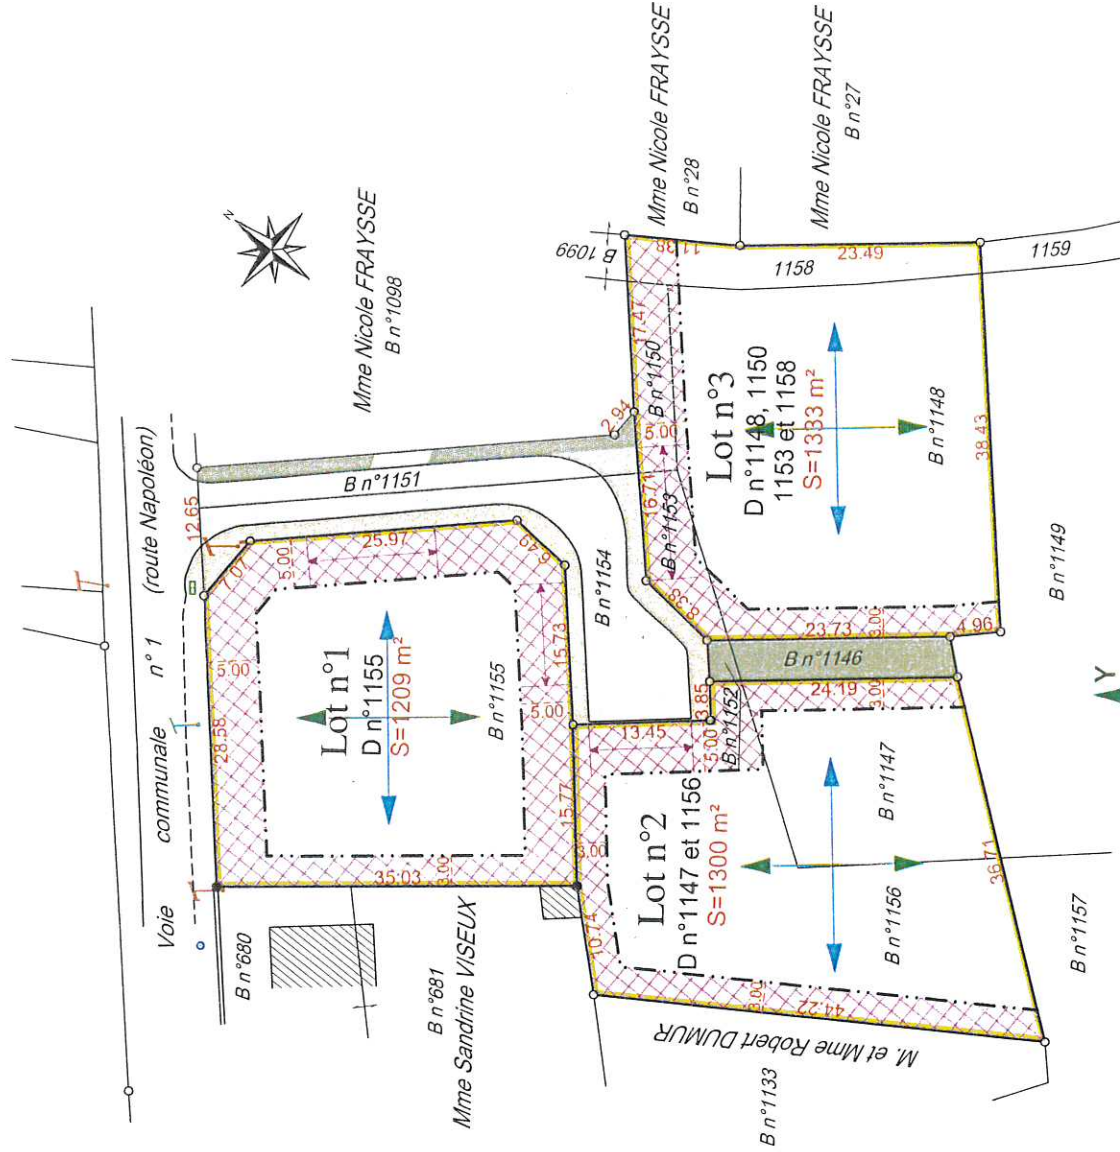 Voie communale n° 1 (route Napoléon)
N
Mme Nicole FRAYSSE
B n°1098
Mme Nicole FRAYSSE
B n°28
Mme Nicole FRAYSSE
B n°27
B 1099
1158
1159
12.65
B n°1151
7.07
25.97
5.00
6.49
28.58
5.00
Lot n°1
D n°1155
S=1209 m²
B n°1155
15.73
5.00
35.03
3.00
B n°680
B n°681
Mme Sandrine VISEUX
B n°1154
2.94
17.47
11.38
23.49
B n°1150
5.00
16.71
B n°1153
8.38
Lot n°3
D n°1148, 1150
1153 et 1158
S=1333 m²
B n°1148
38.43
23.73
3.00
4.96
B n°1149
B n°1146
24.19
3.00
3.85
B n°1152
5.00
13.45
15.77
3.00
10.74
Lot n°2
D n°1147 et 1156
S=1300 m²
B n°1147
B n°1156
36.71
44.22
3.00
M. et Mme Robert DUMUR
B n°1133
B n°1157
Y